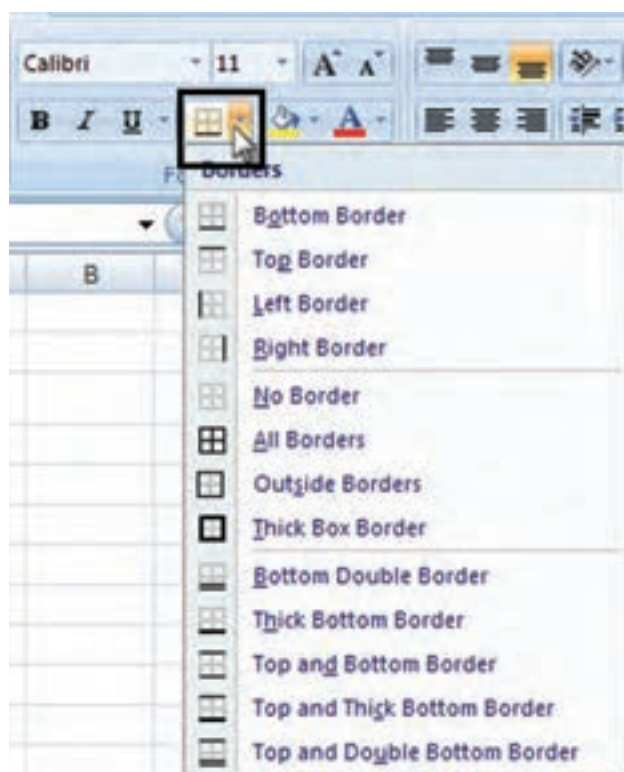 Calibri 11 A A
B I U A
Borders
B
Bottom Border
Top Border
Left Border
Right Border
No Border
All Borders
Outside Borders
Thick Box Border
Bottom Double Border
Thick Bottom Border
Top and Bottom Border
Top and Thick Bottom Border
Top and Double Bottom Border